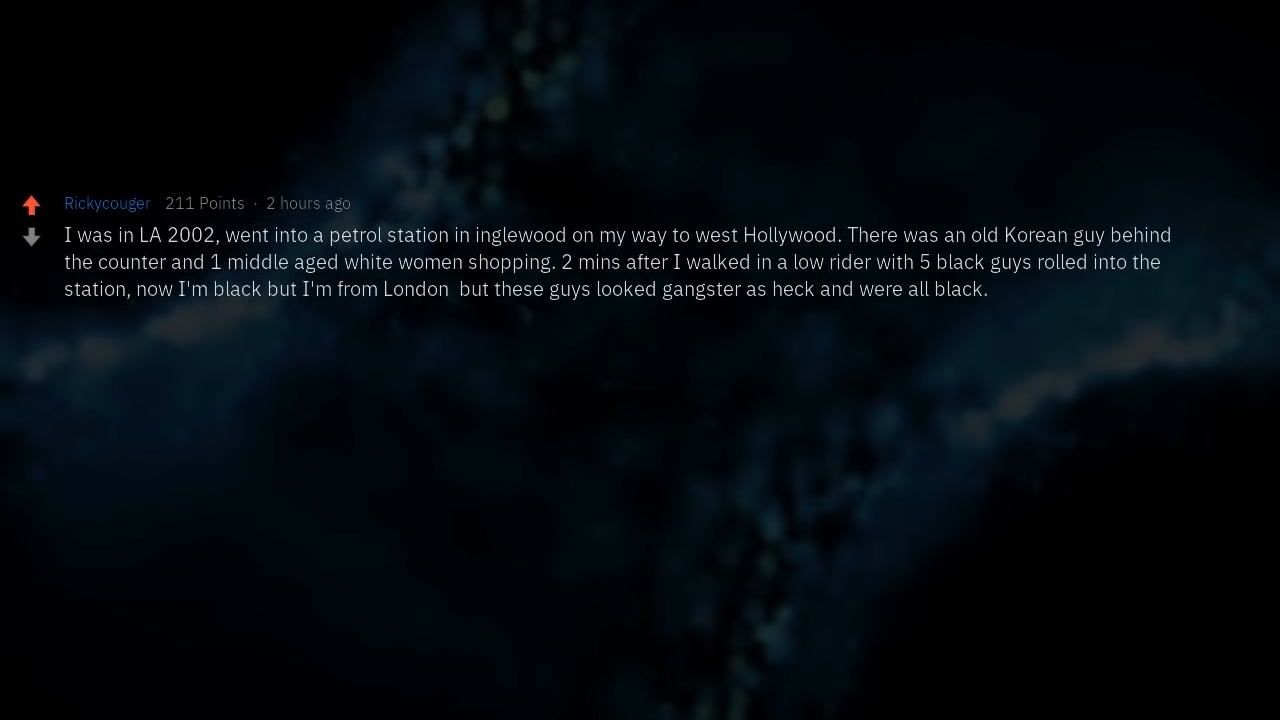 Rickycouger 211 Points · 2 hours ago
I was in LA 2002, went into a petrol station in inglewood on my way to west Hollywood. There was an old Korean guy behind
the counter and 1 middle aged white women shopping. 2 mins after I walked in a low rider with 5 black guys rolled into the
station, now I'm black but I'm from London  but these guys looked gangster as heck and were all black.